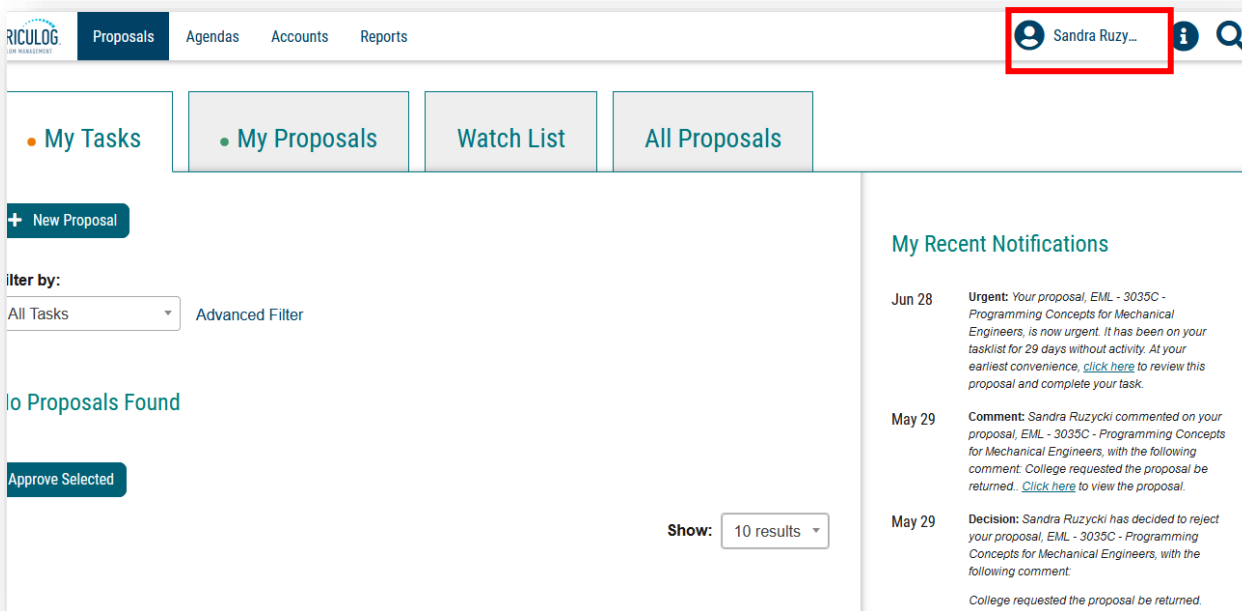 RICULOG
Proposals
Agendas
Accounts
Reports
Sandra Ruzy...
My Tasks
My Proposals
Watch List
All Proposals
+ New Proposal
ilter by:
All Tasks
Advanced Filter
lo Proposals Found
Approve Selected
Show:
10 results
My Recent Notifications
Jun 28
Urgent: Your proposal, EML - 3035C -
Programming Concepts for Mechanical
Engineers, is now urgent. It has been on your
tasklist for 29 days without activity. At your
earliest convenience, click here to review this
proposal and complete your task.
May 29
Comment: Sandra Ruzycki commented on your
proposal, EML - 3035C - Programming Concepts
for Mechanical Engineers, with the following
comment: College requested the proposal be
returned.. Click here to view the proposal.
May 29
Decision: Sandra Ruzycki has decided to reject
your proposal, EML - 3035C - Programming
Concepts for Mechanical Engineers, with the
following comment:
College requested the proposal be returned.